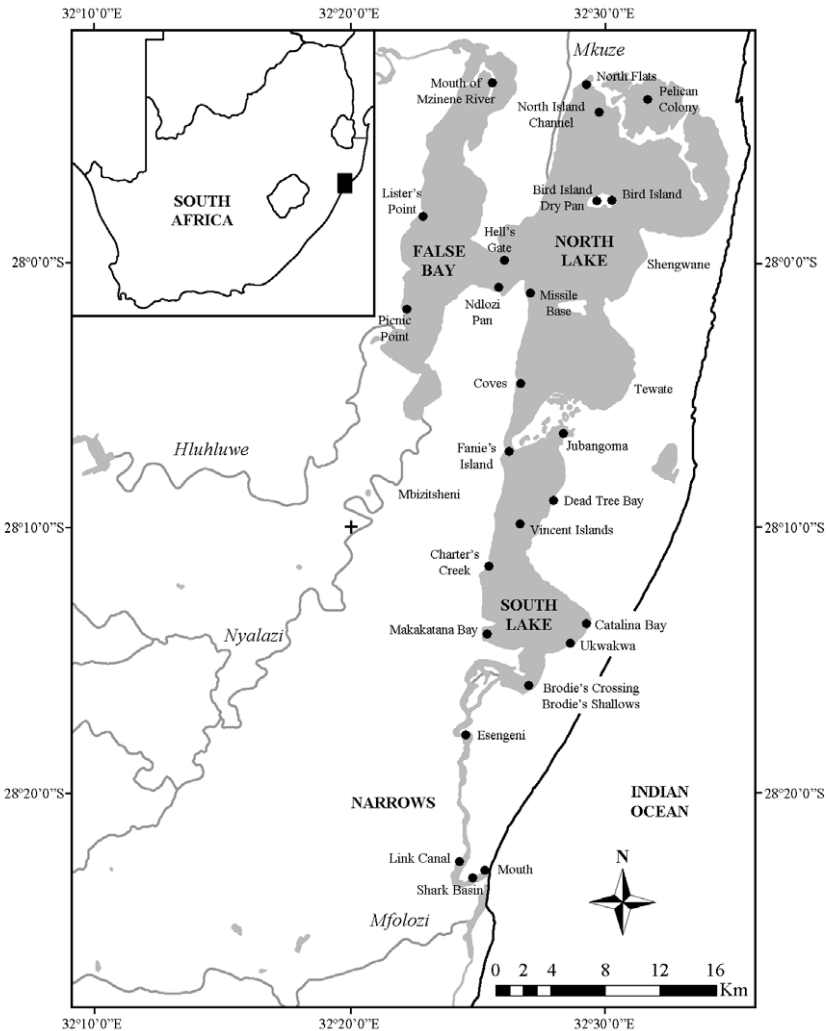 32°10'0"E
32°20'0"E
32°30'0"E
Mkuze
North Flats
Mouth of
Mzinene River
Pelican
Colony
North Island
Channel
SOUTH
AFRICA
Lister's
Point
Bird Island
Dry Pan
Bird Island
Hell's
Gate
FALSE
BAY
NORTH
LAKE
28°0'0"S
28°0'0"S
Shengwane
Ndlozi
Pan
Missile
Base
Picnic
Point
Coves
Tewate
Hluhluwe
Fanie's
Island
Jubangoma
Mbizitsheni
Dead Tree Bay
28°10'0"S
28°10'0"S
Vincent Islands
Charter's
Creek
SOUTH
LAKE
Nyalazi
Makakatana Bay
Catalina Bay
Ukwakwa
Brodie's Crossing
Brodie's Shallows
Esengeni
28°20'0"S
28°20'0"S
NARROWS
INDIAN
OCEAN
Link Canal
Mouth
Shark Basin
N
Mfolozi
0 2 4 8 12 16
Km
32°10'0"E
32°20'0"E
32°30'0"E